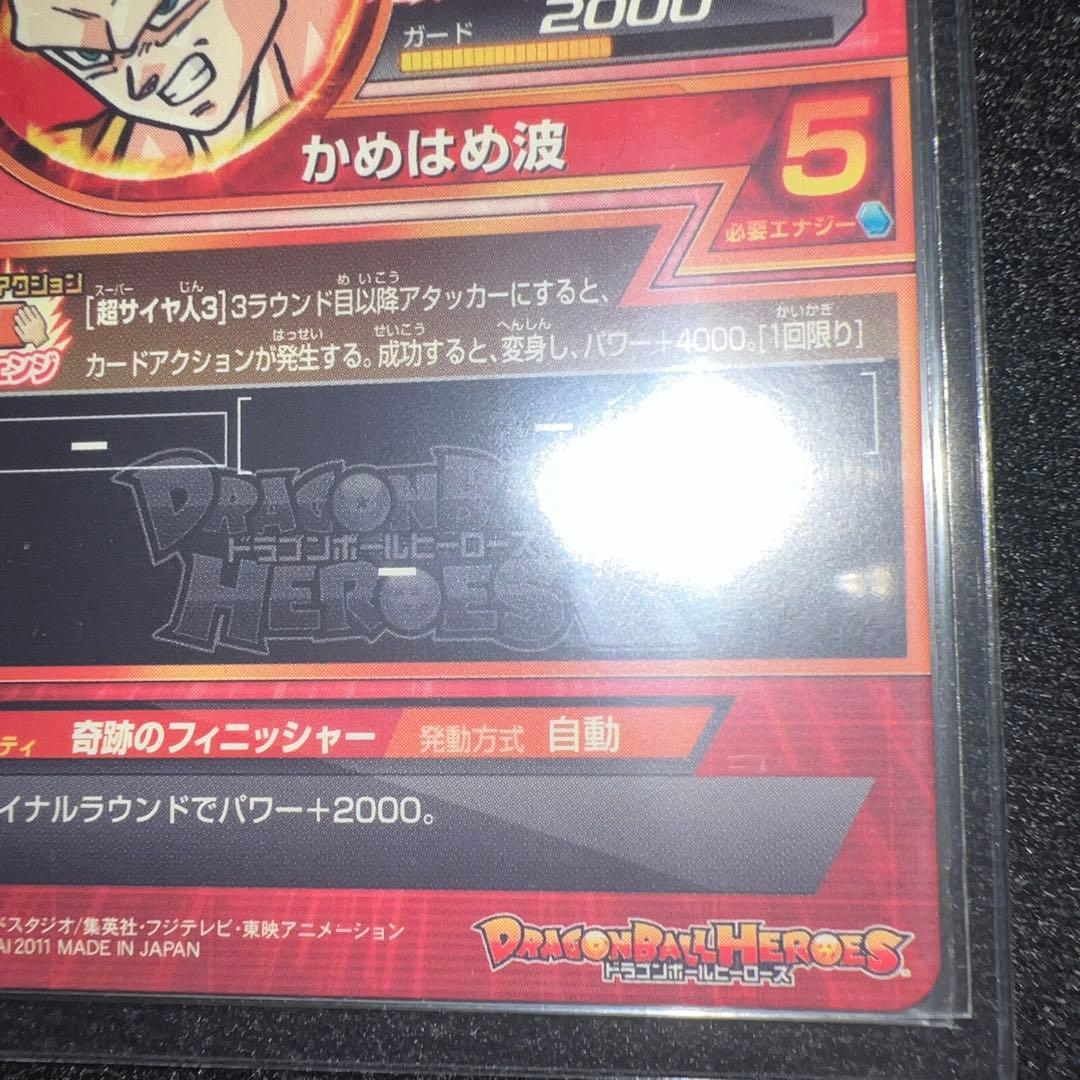 ガード 2000
かめはめ波
5
必要エナジー
アクション
スーパー じん め いこう
[超サイヤ人3]3ラウンド目以降アタッカーにすると、
はっせい せいこう へんしん かいかぎ
カードアクションが発生する。成功すると、変身し、パワー+4000。[1回限り]
ェンジ
ー
ー
DRAGON B
ドラゴンボールヒーローズ
HEROES
ー
ティ 奇跡のフィニッシャー 発動方式 自動
イナルラウンドでパワー+2000。
ドスタジオ/集英社・フジテレビ・東映アニメーション
AI 2011 MADE IN JAPAN
DRAGONBALL HEROES
ドラゴンボールヒーローズ